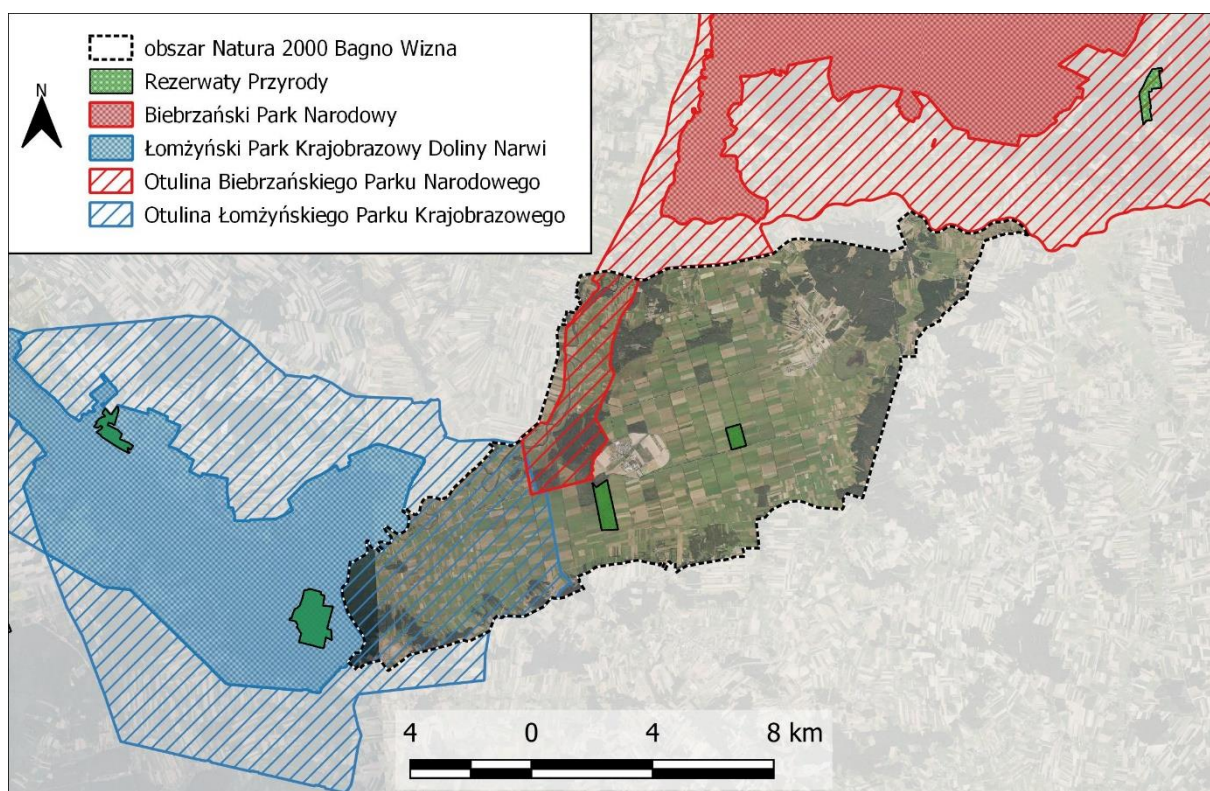 obszar Natura 2000 Bagno Wizna
Rezerwaty Przyrody
N
Biebrzański Park Narodowy
Łomżyński Park Krajobrazowy Doliny Narwi
Otulina Biebrzańskiego Parku Narodowego
Otulina Łomżyńskiego Parku Krajobrazowego
4 0 4 8 km